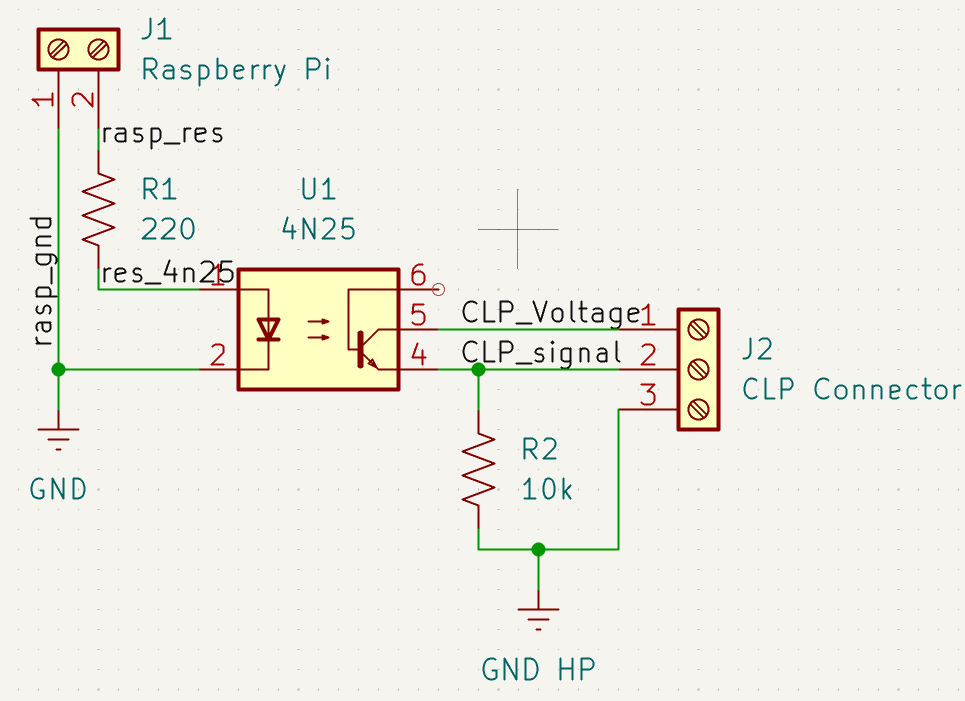 J1
Raspberry Pi
1
2
rasp_res
R1
220
U1
4N25
rasp_gnd
res_4n25
1
6
CLP_Voltage
1
5
2
CLP_signal
2
4
J2
3
CLP Connector
R2
10k
GND
GND HP